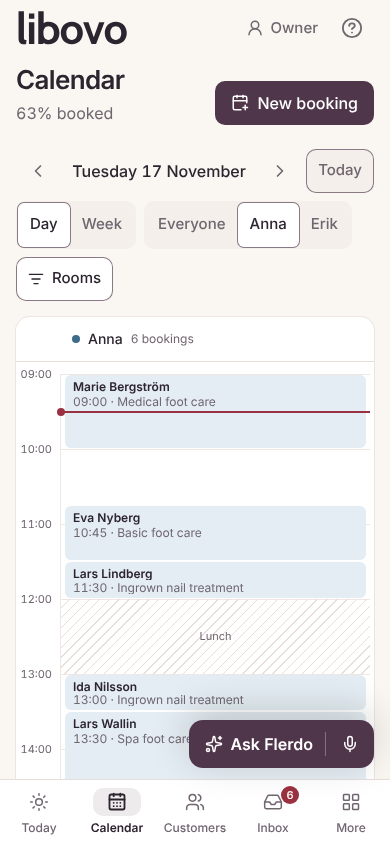 libovo
Owner
Calendar
63% booked
New booking
Tuesday 17 November
Today
Day
Week
Everyone
Anna
Erik
Rooms
Anna 6 bookings
09:00
Marie Bergström
09:00 · Medical foot care
10:00
Eva Nyberg
11:00
10:45 · Basic foot care
Lars Lindberg
11:30 · Ingrown nail treatment
12:00
Lunch
13:00
Ida Nilsson
13:00 · Ingrown nail treatment
Lars Wallin
13:30 · Spa foot care
Ask Flerdo
14:00
6
Today
Calendar
Customers
Inbox
More